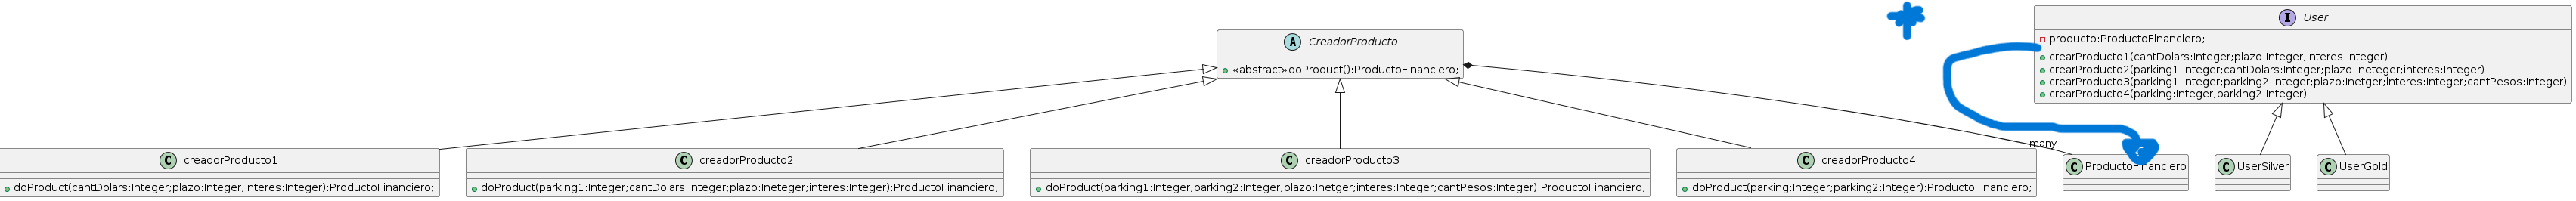 A CreadorProducto
«abstract»doProduct():ProductoFinanciero;
I User
producto:ProductoFinanciero;
crearProducto1(cantDolars:Integer;plazo:Integer;interes:Integer)
crearProducto2(parking1:Integer;cantDolars:Integer;plazo:Ineteger;interes:Integer)
crearProducto3(parking1:Integer;parking2:Integer;plazo:Inetger;interes:Integer;cantPesos:Integer)
crearProducto4(parking:Integer;parking2:Integer)
many
C creadorProducto1
doProduct(cantDolars:Integer;plazo:Integer;interes:Integer):ProductoFinanciero;
C creadorProducto2
doProduct(parking1:Integer;cantDolars:Integer;plazo:Ineteger;interes:Integer):ProductoFinanciero;
C creadorProducto3
doProduct(parking1:Integer;parking2:Integer;plazo:Inetger;interes:Integer;cantPesos:Integer):ProductoFinanciero;
C creadorProducto4
doProduct(parking:Integer;parking2:Integer):ProductoFinanciero;
C ProductoFinanciero
C UserSilver
C UserGold